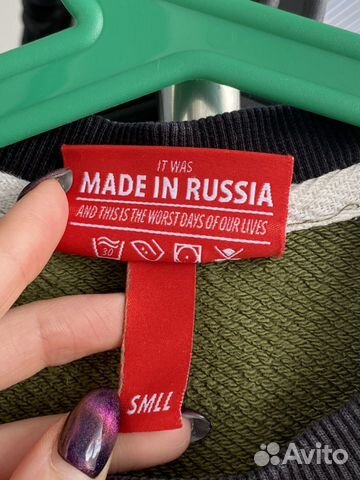 IT WAS
MADE IN RUSSIA
AND THIS IS THE WORST DAYS OF OUR LIVES
30
SMLL
Avito